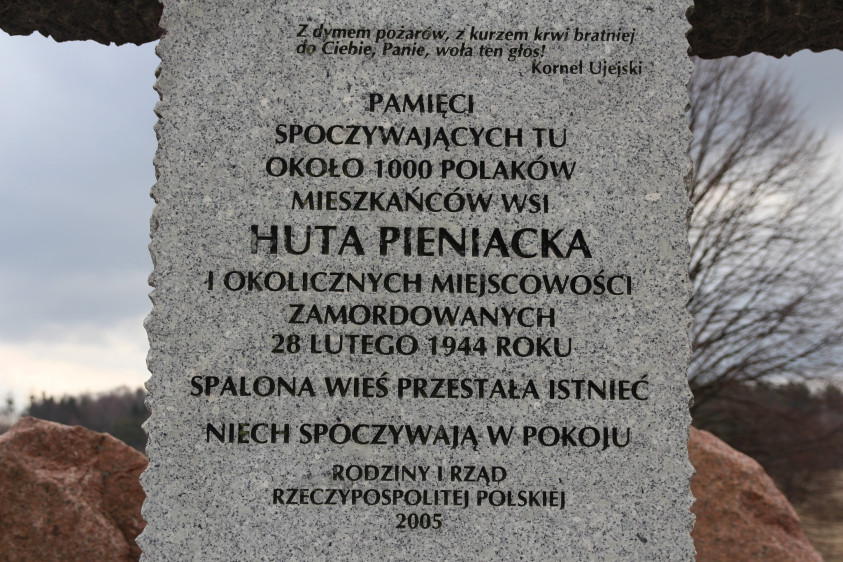 Z dymem pożarów, z kurzem krwi bratniej
do Ciebie, Panie, woła ten głos!
Kornel Ujejski
PAMIĘCI
SPOCZYWAJĄCYCH TU
OKOŁO 1000 POLAKÓW
MIESZKAŃCÓW WSI
HUTA PIENIACKA
I OKOLICZNYCH MIEJSCOWOŚCI
ZAMORDOWANYCH
28 LUTEGO 1944 ROKU
SPALONA WIEŚ PRZESTAŁA ISTNIEĆ
NIECH SPOCZYWAJĄ W POKOJU
RODZINY I RZĄD
RZECZYPOSPOLITEJ POLSKIEJ
2005